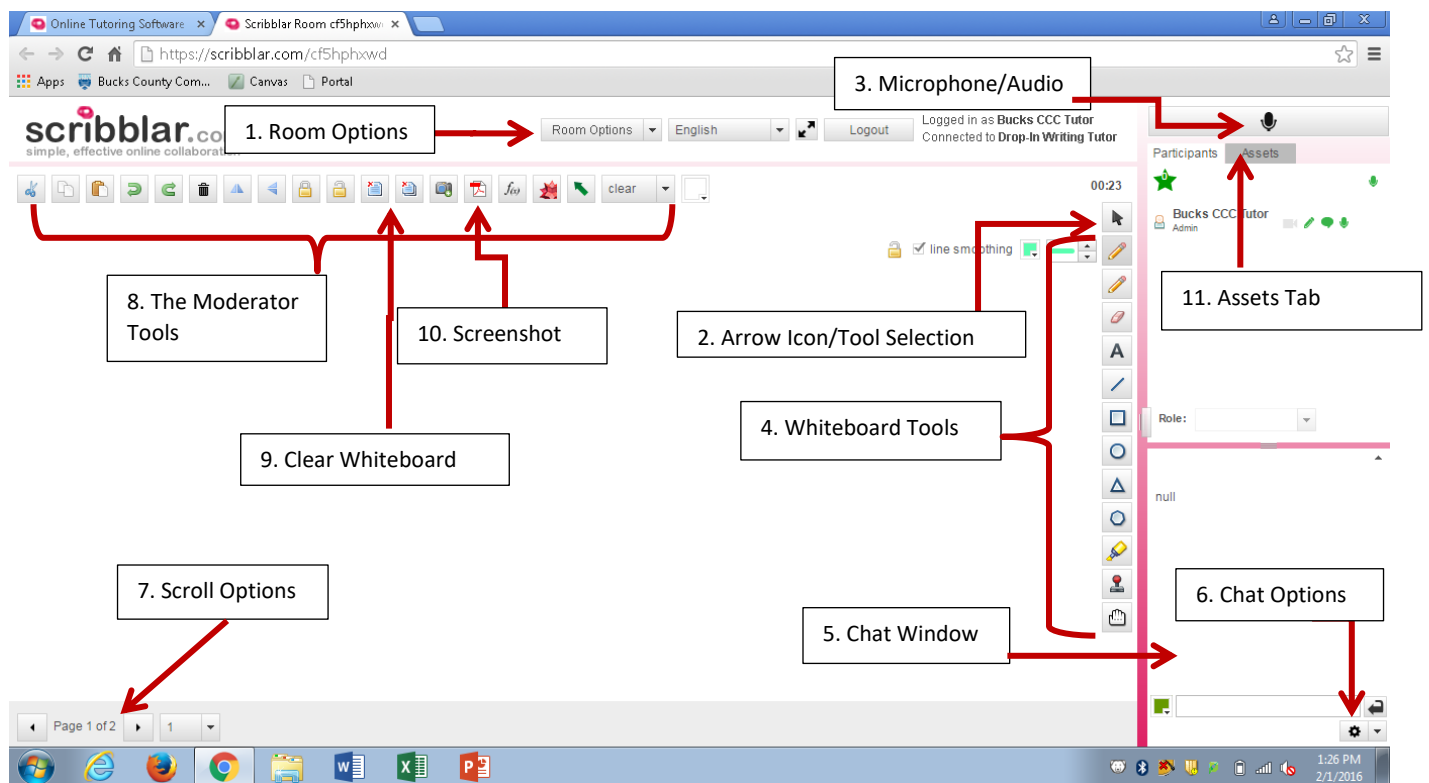 Online Tutoring Software
Scribblar Room cf5hphxw
https://scribblar.com/cf5hphxwd
Apps
Bucks County Com...
Canvas
Portal
3. Microphone/Audio
scribblar.co
simple, effective online collaboration
1. Room Options
Room Options
English
Logout
Logged in as Bucks CCC Tutor
Connected to Drop-In Writing Tutor
Participants
Assets
f(x)
clear
00:23
0
Bucks CCC Tutor
Admin
line smoothing
8. The Moderator
Tools
10. Screenshot
2. Arrow Icon/Tool Selection
11. Assets Tab
A
4. Whiteboard Tools
Role:
9. Clear Whiteboard
null
7. Scroll Options
6. Chat Options
5. Chat Window
Page 1 of 2
1
1:26 PM
2/1/2016